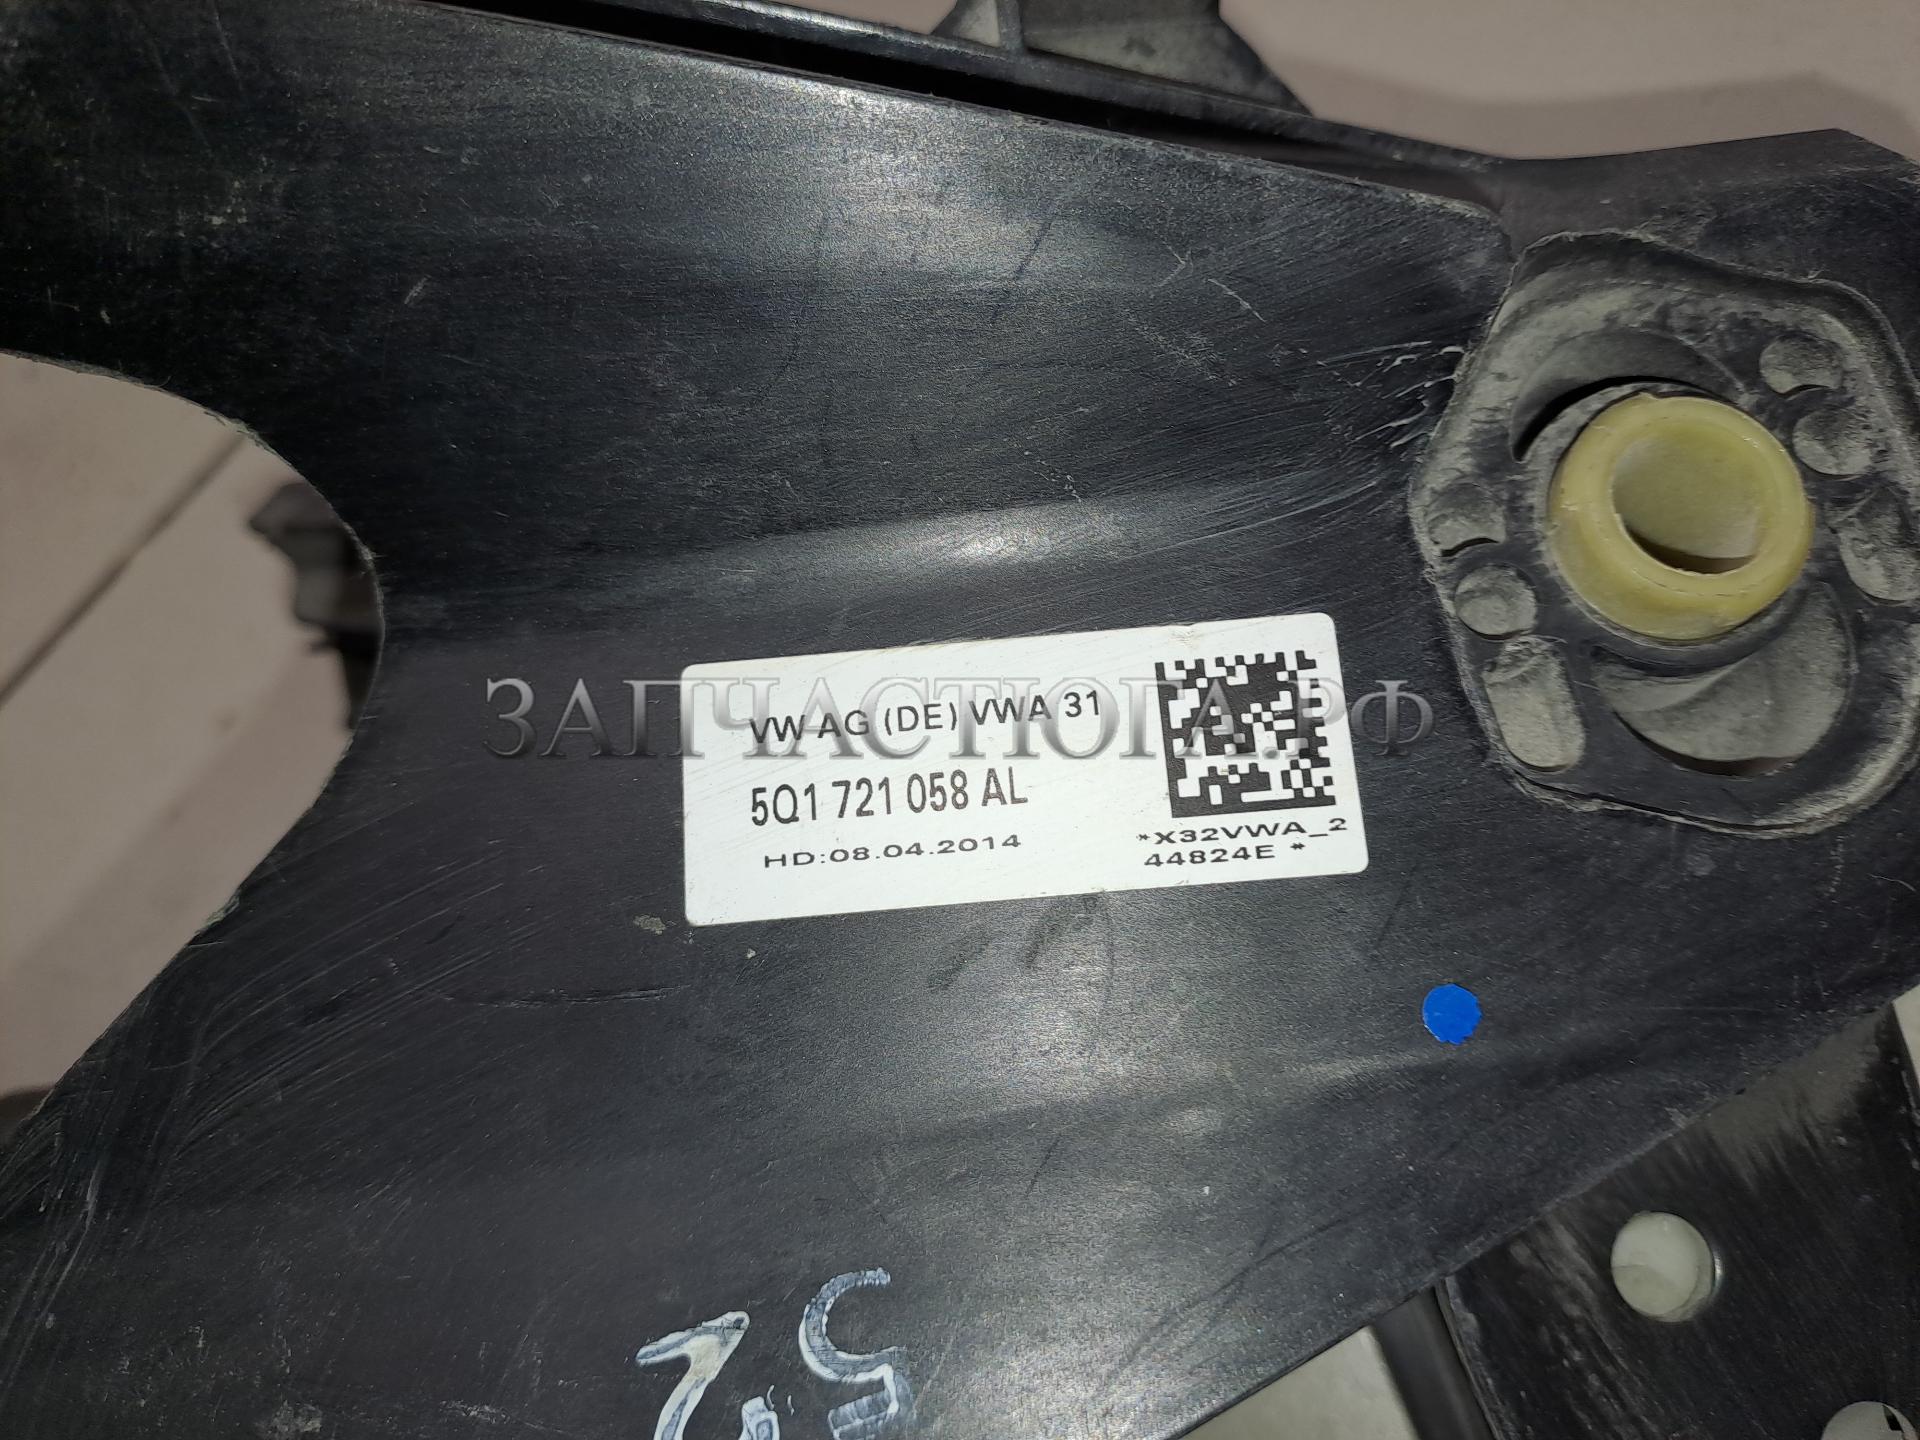 VW AG (DE) VWA 31
5Q1 721 058 AL
HD:08.04.2014
*X32VWA_2
44824E *
ЗАПЧАСТЮГА.РФ